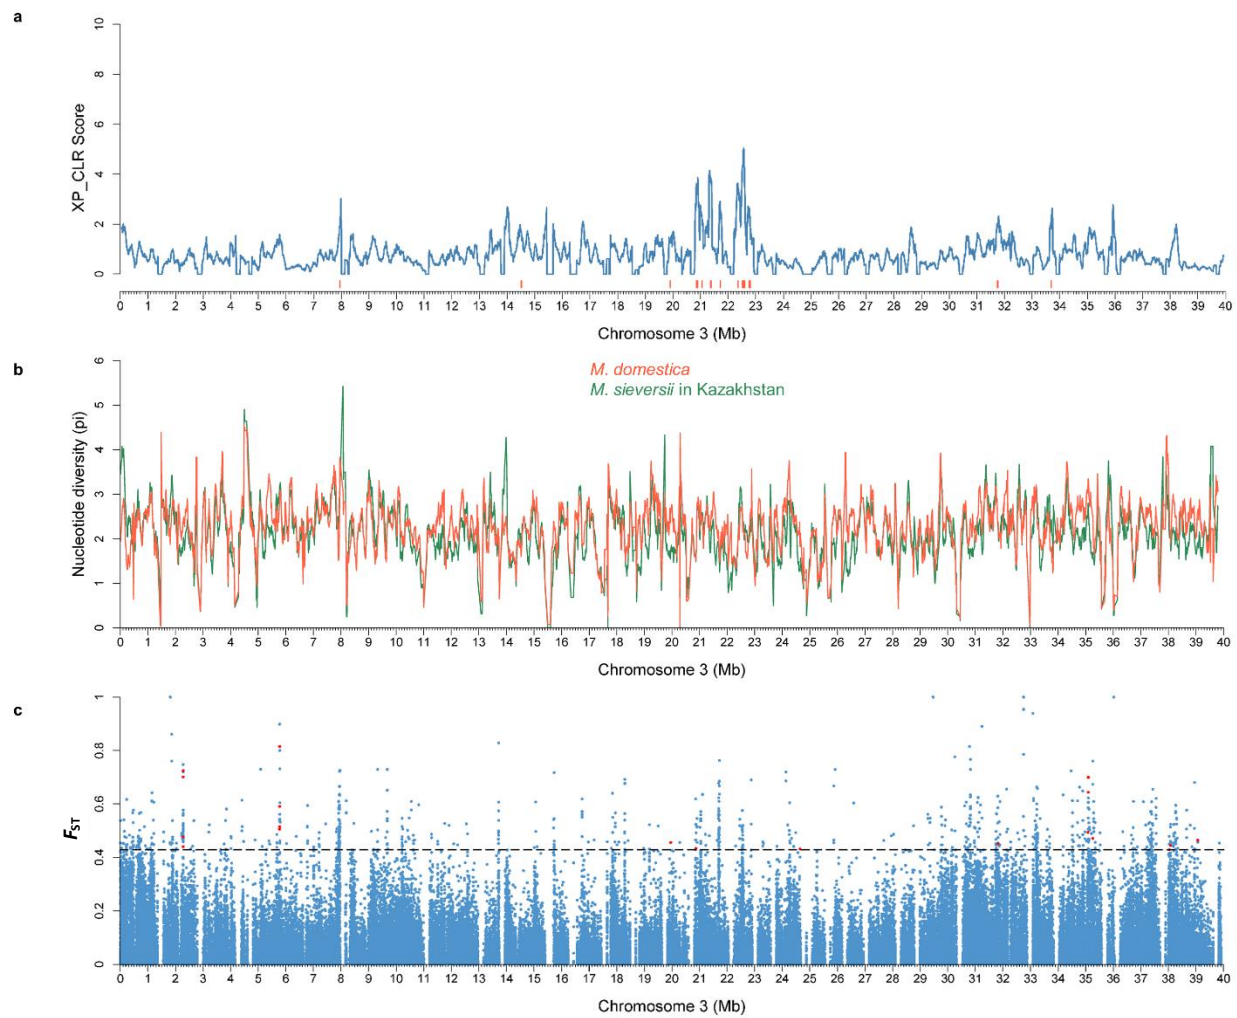 a
10
8
6
4
2
0
XP_CLR Score
0 1 2 3 4 5 6 7 8 9 10 11 12 13 14 15 16 17 18 19 20 21 22 23 24 25 26 27 28 29 30 31 32 33 34 35 36 37 38 39 40
Chromosome 3 (Mb)
b
6
5
4
3
2
1
0
Nucleotide diversity (pi)
M. domestica
M. sieversii in Kazakhstan
0 1 2 3 4 5 6 7 8 9 10 11 12 13 14 15 16 17 18 19 20 21 22 23 24 25 26 27 28 29 30 31 32 33 34 35 36 37 38 39 40
Chromosome 3 (Mb)
c
1
0.8
0.6
0.4
0.2
0
FST
0 1 2 3 4 5 6 7 8 9 10 11 12 13 14 15 16 17 18 19 20 21 22 23 24 25 26 27 28 29 30 31 32 33 34 35 36 37 38 39 40
Chromosome 3 (Mb)